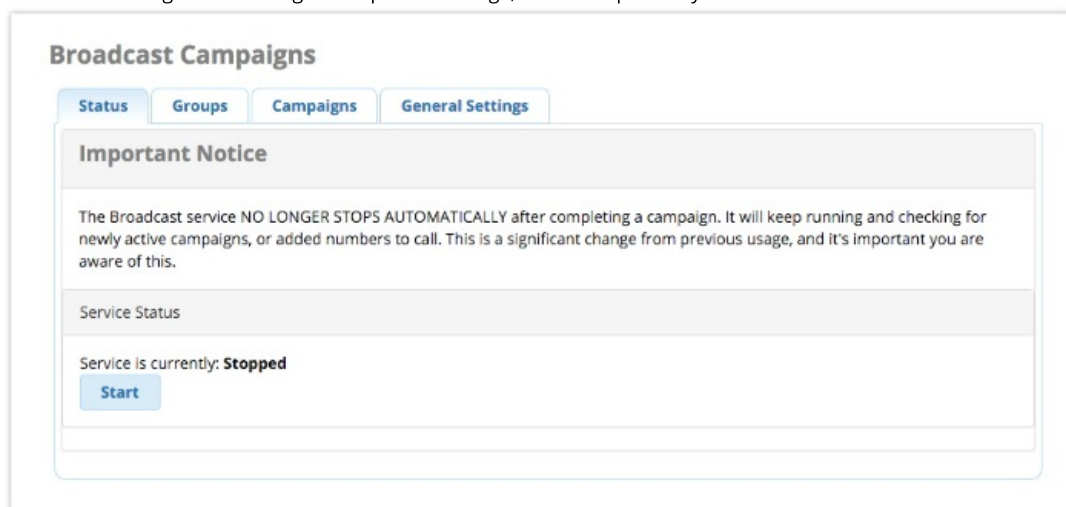 Broadcast Campaigns
Status Groups Campaigns General Settings
Important Notice
The Broadcast service NO LONGER STOPS AUTOMATICALLY after completing a campaign. It will keep running and checking for
newly active campaigns, or added numbers to call. This is a significant change from previous usage, and it's important you are
aware of this.
Service Status
Service is currently: Stopped
Start